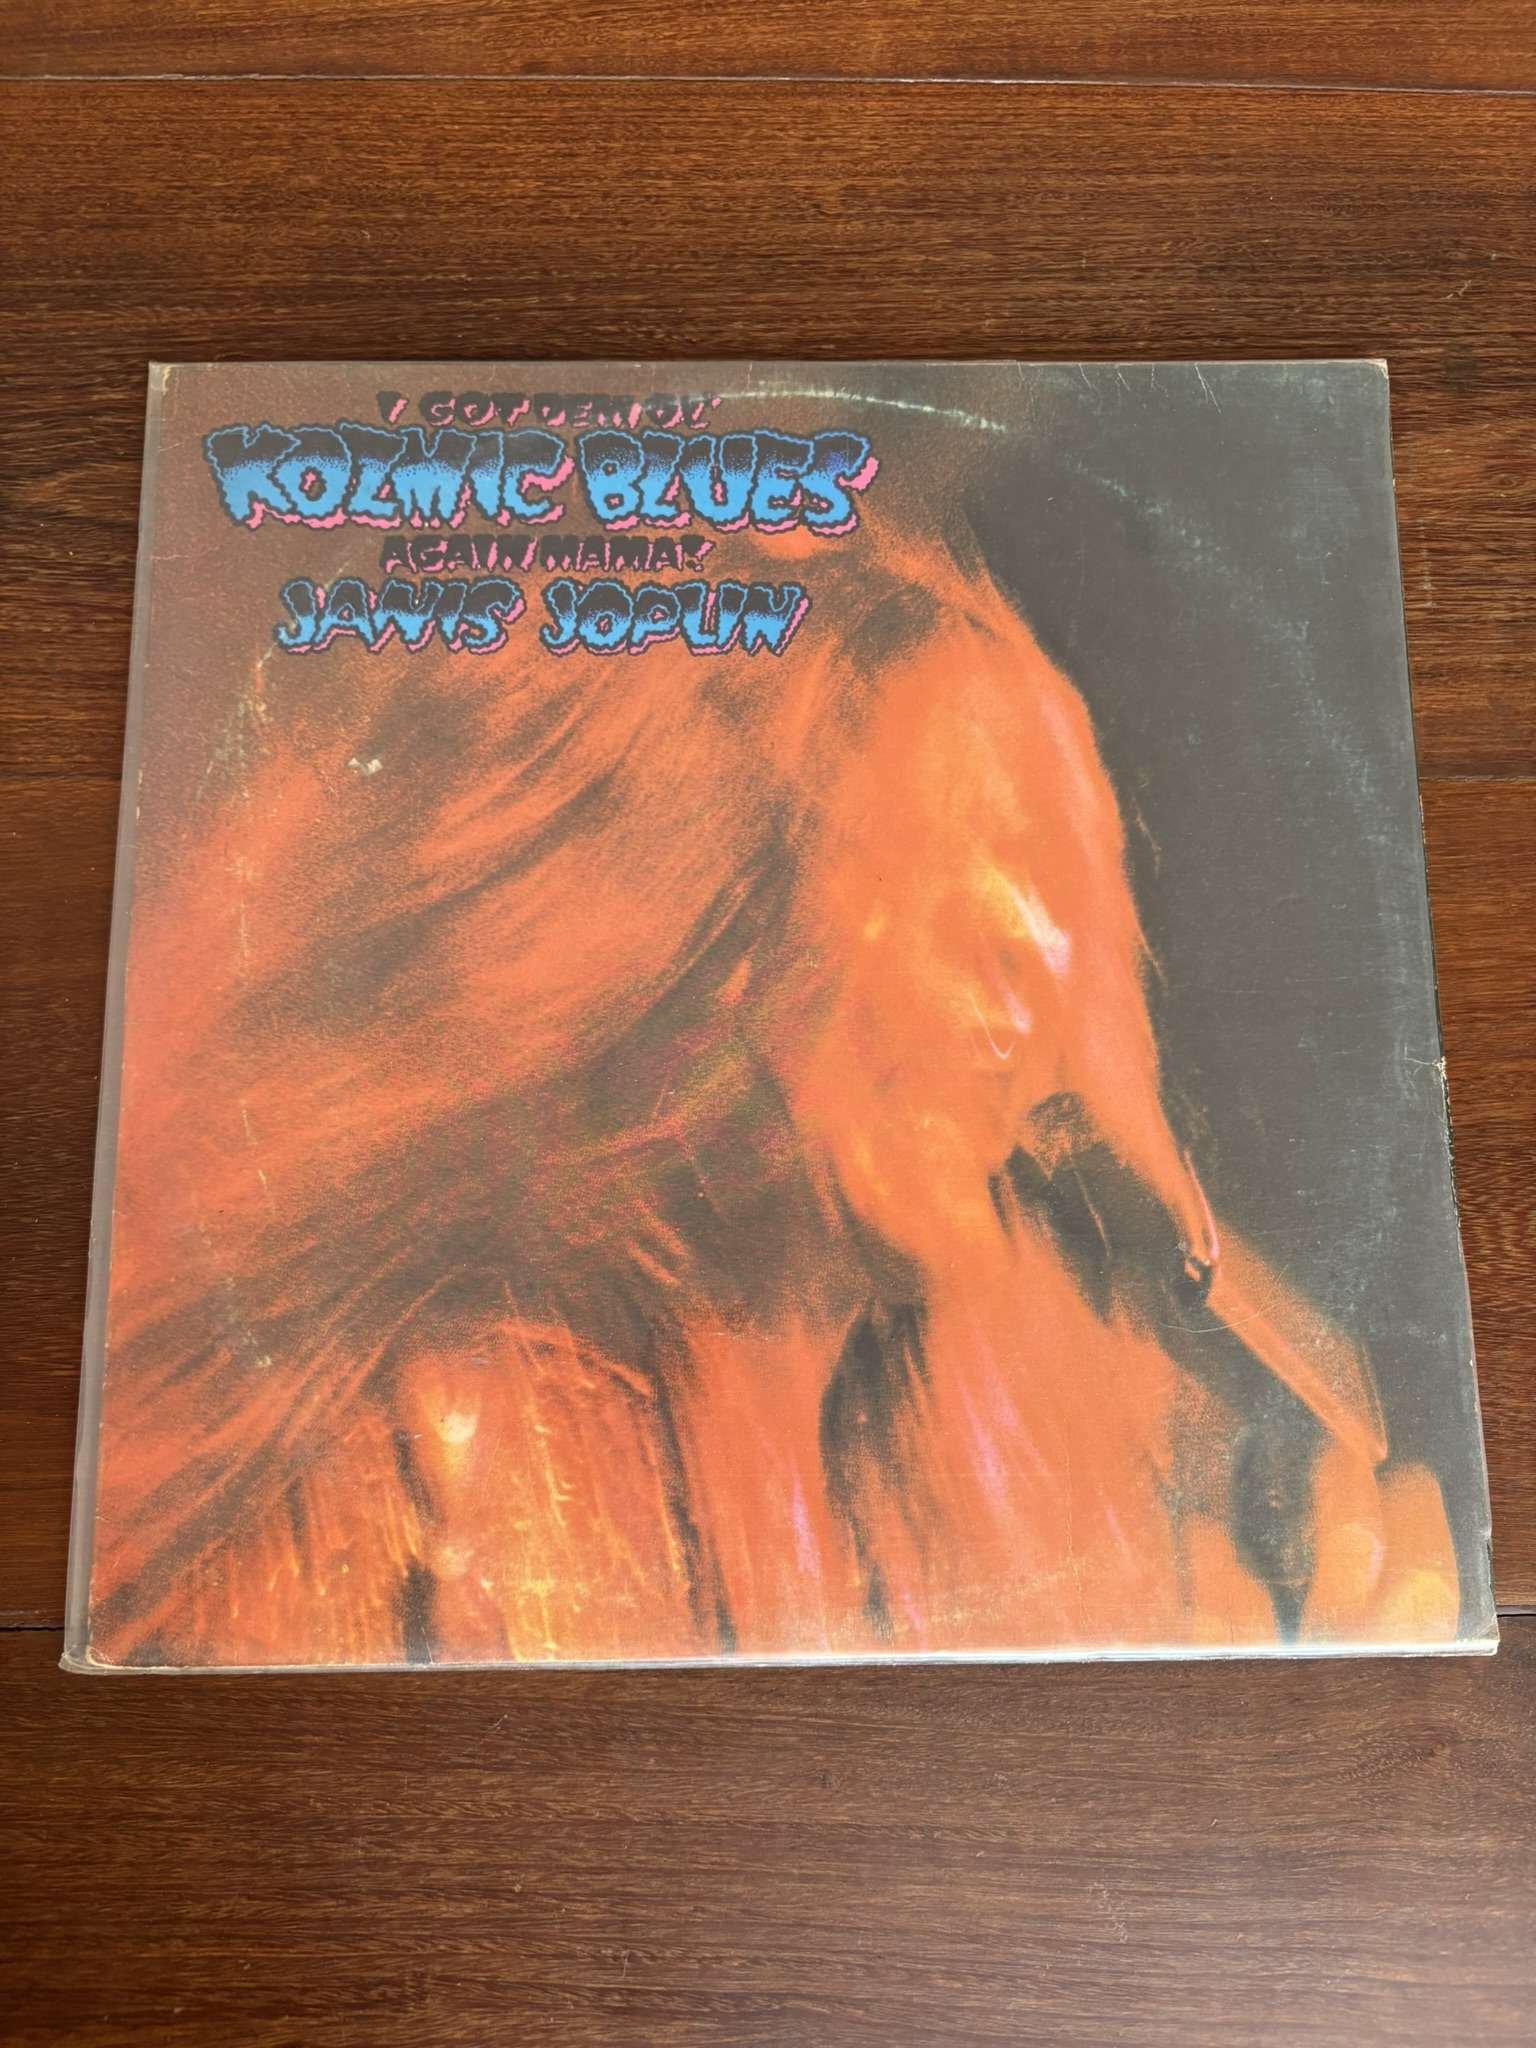 I GOT DEM OL'
KOZMIC BLUES
AGAIN MAMA!
JANIS JOPLIN